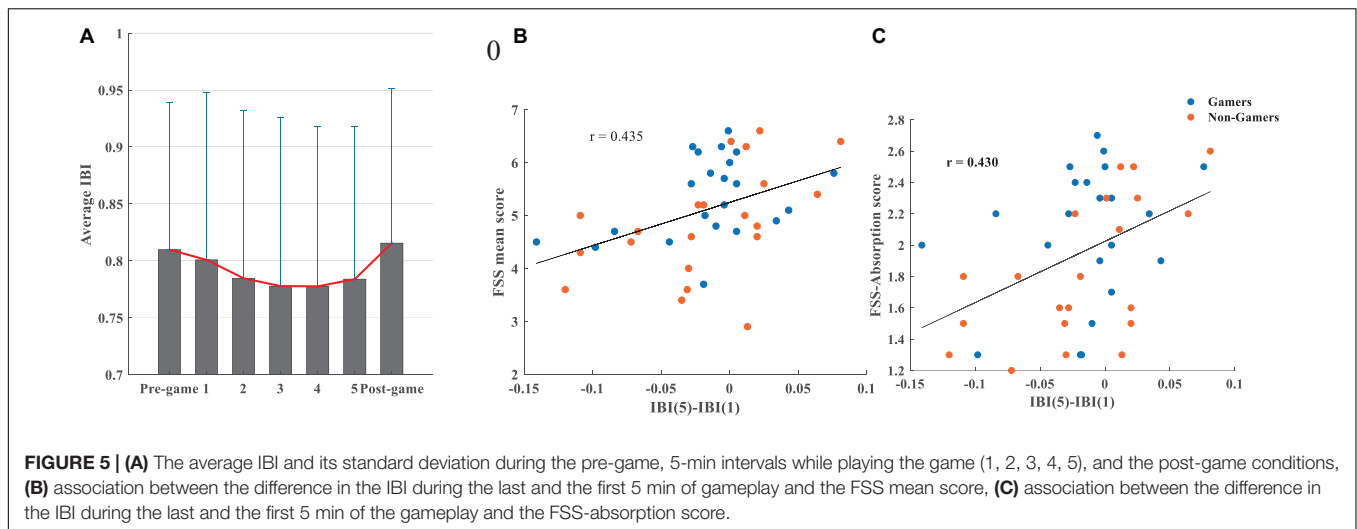 A
1
0.95
0.9
0.85
0.8
0.75
0.7
Average IBI
Pre-game 1 2 3 4 5 Post-game
0
B
7
6
5
4
3
2
FSS mean score
r = 0.435
-0.15 -0.1 -0.05 0 0.05 0.1
IBI(5)-IBI(1)
C
Gamers
Non-Gamers
2.8
2.6
2.4
2.2
2
1.8
1.6
1.4
1.2
FSS-Absorption score
r = 0.430
-0.15 -0.1 -0.05 0 0.05 0.1
IBI(5)-IBI(1)
FIGURE 5 | (A) The average IBI and its standard deviation during the pre-game, 5-min intervals while playing the game (1, 2, 3, 4, 5), and the post-game conditions,
(B) association between the difference in the IBI during the last and the first 5 min of gameplay and the FSS mean score, (C) association between the difference in
the IBI during the last and the first 5 min of the gameplay and the FSS-absorption score.